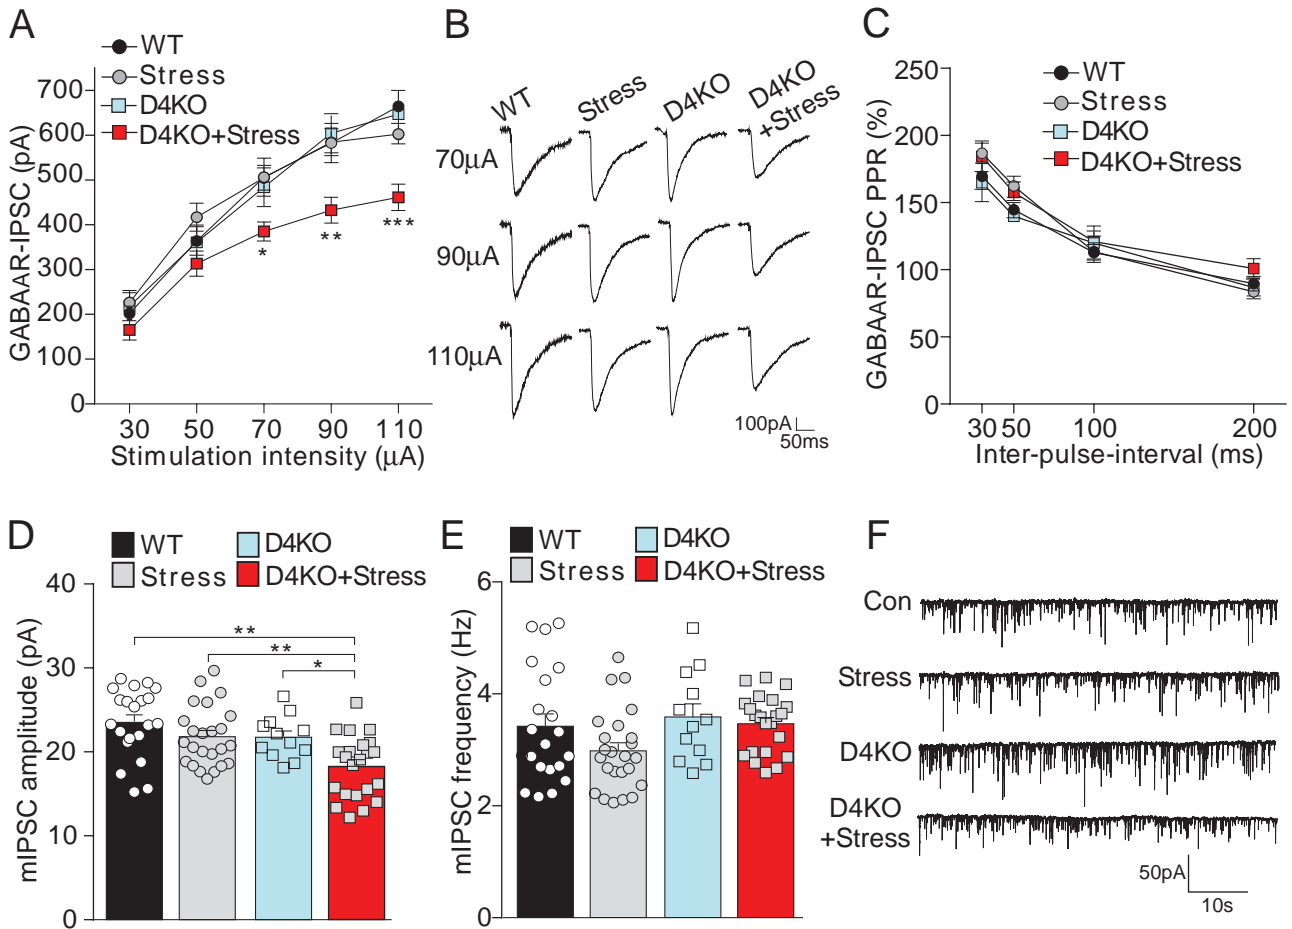 A
WT
Stress
D4KO
D4KO+Stress
GABAAR-IPSC (pA)
700
600
500
400
300
200
100
0
*
**
***
30 50 70 90 110
Stimulation intensity (μA)
B
WT Stress D4KO D4KO
+Stress
70μA
90μA
110μA
100pA
50ms
C
WT
Stress
D4KO
D4KO+Stress
GABAAR-IPSC PPR (%)
250
200
150
100
50
0
30 50 100 200
Inter-pulse-interval (ms)
D
WT D4KO
Stress D4KO+Stress
mIPSC amplitude (pA)
40
30
20
10
0
**
**
*
E
WT D4KO
Stress D4KO+Stress
mIPSC frequency (Hz)
6
4
2
0
F
Con
Stress
D4KO
D4KO
+Stress
50pA
10s